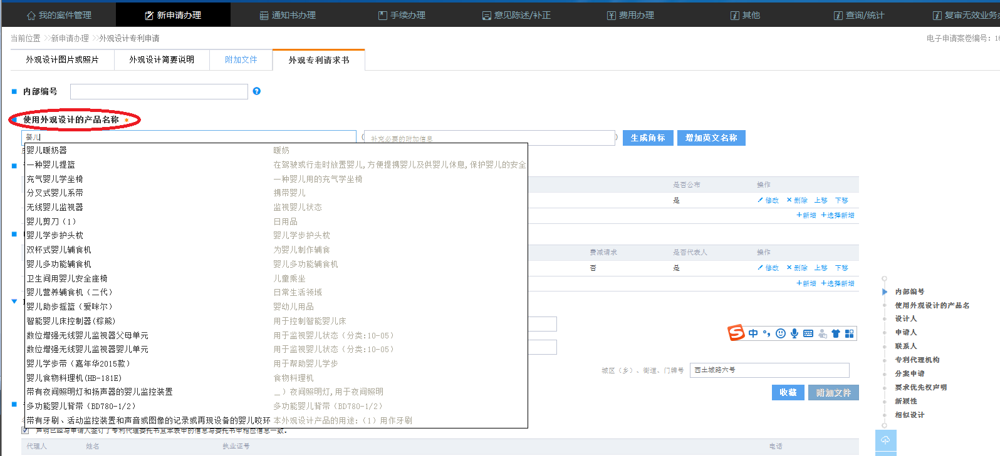 我的案件管理 新申请办理 通知书办理 手续办理 意见陈述/补正 费用办理 其他 查询/统计 复审无效业务
当前位置 >>新申请办理 >>外观设计专利申请 电子申请案卷编号:
外观设计图片或照片 外观设计简要说明 附加文件 外观专利请求书
内部编号 ?
使用外观设计的产品名称 *
婴儿 ( 补充必要的附加信息 ) 生成角标 增加英文名称
婴儿暖奶器 暖奶
一种婴儿提篮 在驾驶或行走时放置婴儿,方便提携婴儿及供婴儿休息,保护婴儿的安全
充气婴儿学坐椅 一种婴儿用的充气学坐椅
是否公布 操作
分叉式婴儿系带 携带婴儿
是 修改 删除 上移 下移
无线婴儿监视器 监视婴儿状态
+新增 +选择新增
婴儿剪刀（1） 日用品
婴儿学步护头枕 婴儿学步护头枕
双杯式婴儿辅食机 为婴儿制作辅食
费减请求 是否代表人 操作
婴儿多功能辅食机 婴儿多功能辅食机
否 是 修改 删除 上移 下移
卫生间用婴儿安全座椅 儿童乘坐
+新增 +选择新增
婴儿营养辅食机（二代） 日常生活领域
婴儿助步摇篮（爱咪尔） 婴幼儿用品
智能婴儿床控制器(棕熊) 用于控制智能婴儿床
数位增强无线婴儿监视器父母单元 用于监视婴儿状态（分类:10-05）
数位增强无线婴儿监视器婴儿单元 用于监视婴儿状态（分类:10-05）
婴儿学步带（嘉年华2015款） 用于帮助婴儿学步
城区（乡）、街道、门牌号 西土城路六号
婴儿食物料理机(HB-181E) 食物料理机
带有夜间照明灯和扬声器的婴儿监控装置 _ ）夜间照明灯,用于夜间照明
收藏 附加文件
多功能婴儿背带（BD780-1/2） 多功能婴儿背带（BD780-1/2）
带有牙刷、活动监控装置和声音或图像的记录或再现设备的婴儿咬环 本外观设计产品的用途:（1）用作牙刷
声明已经与申请人签订了专利代理委托书且本表中的信息与委托书中相应信息一致。
代理人 姓名 执业证号 电话
内部编号
使用外观设计的产品名
设计人
申请人
联系人
专利代理机构
分案申请
要求优先权声明
新颖性
相似设计
S 中